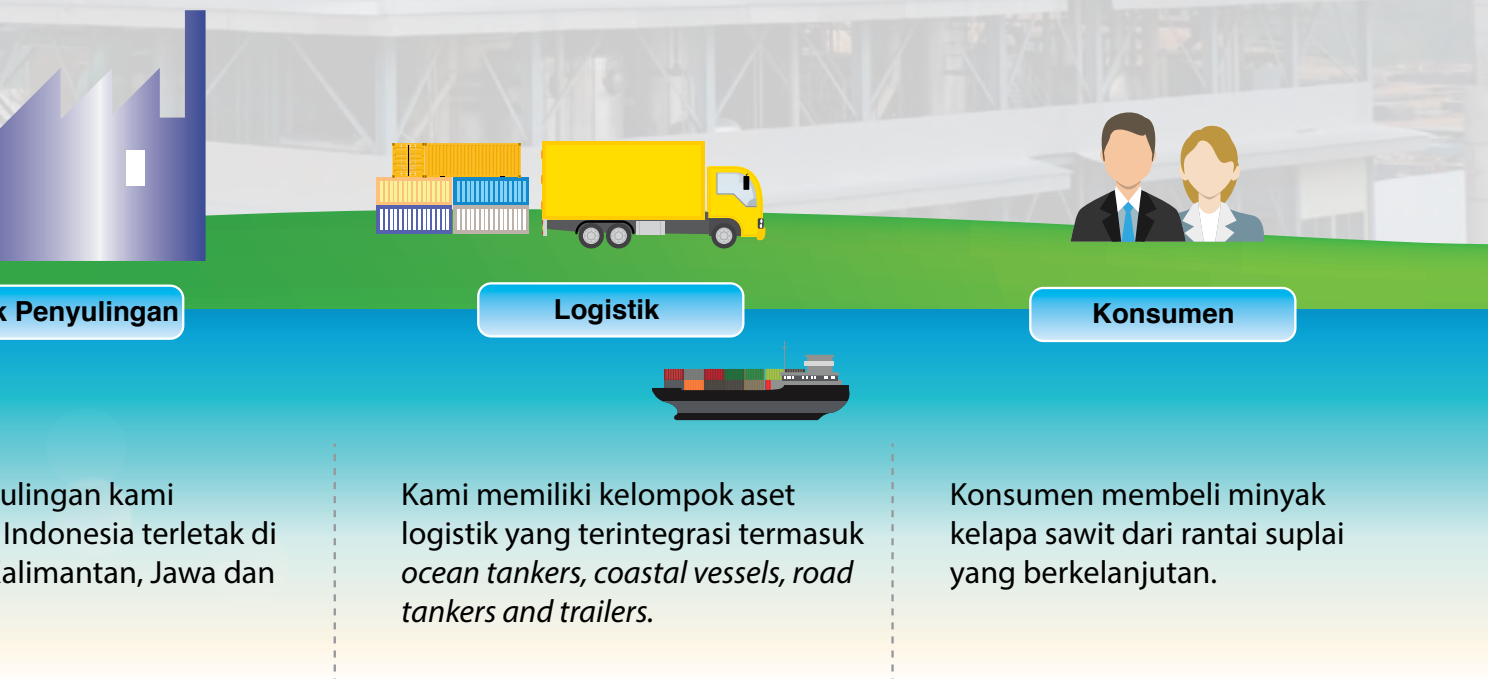 k Penyulingan
Logistik
Konsumen
ulingan kami
Indonesia terletak di
alimantan, Jawa dan
Kami memiliki kelompok aset
logistik yang terintegrasi termasuk
ocean tankers, coastal vessels, road
tankers and trailers.
Konsumen membeli minyak
kelapa sawit dari rantai suplai
yang berkelanjutan.